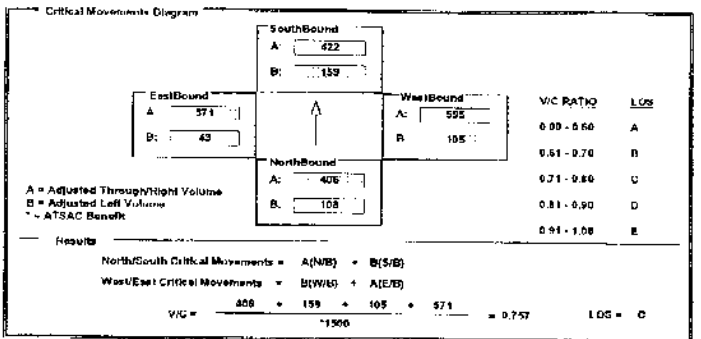 Critical Movements Diagram
SouthBound
A: 422
B: 159
EastBound
A: 571
B: 43
WestBound
A: 595
B: 105
NorthBound
A: 406
B: 108
V/C RATIO LOS
0.00 - 0.60 A
0.61 - 0.70 B
0.71 - 0.80 C
0.81 - 0.90 D
0.91 - 1.00 E
A = Adjusted Through/Right Volume
B = Adjusted Left Volume
* = ATSAC Benefit
Results
North/South Critical Movements = A(N/B) + B(S/B)
West/East Critical Movements = B(W/B) + A(E/B)
V/C = 406 + 159 + 105 + 571 = 0.757 LOS = C
*1500